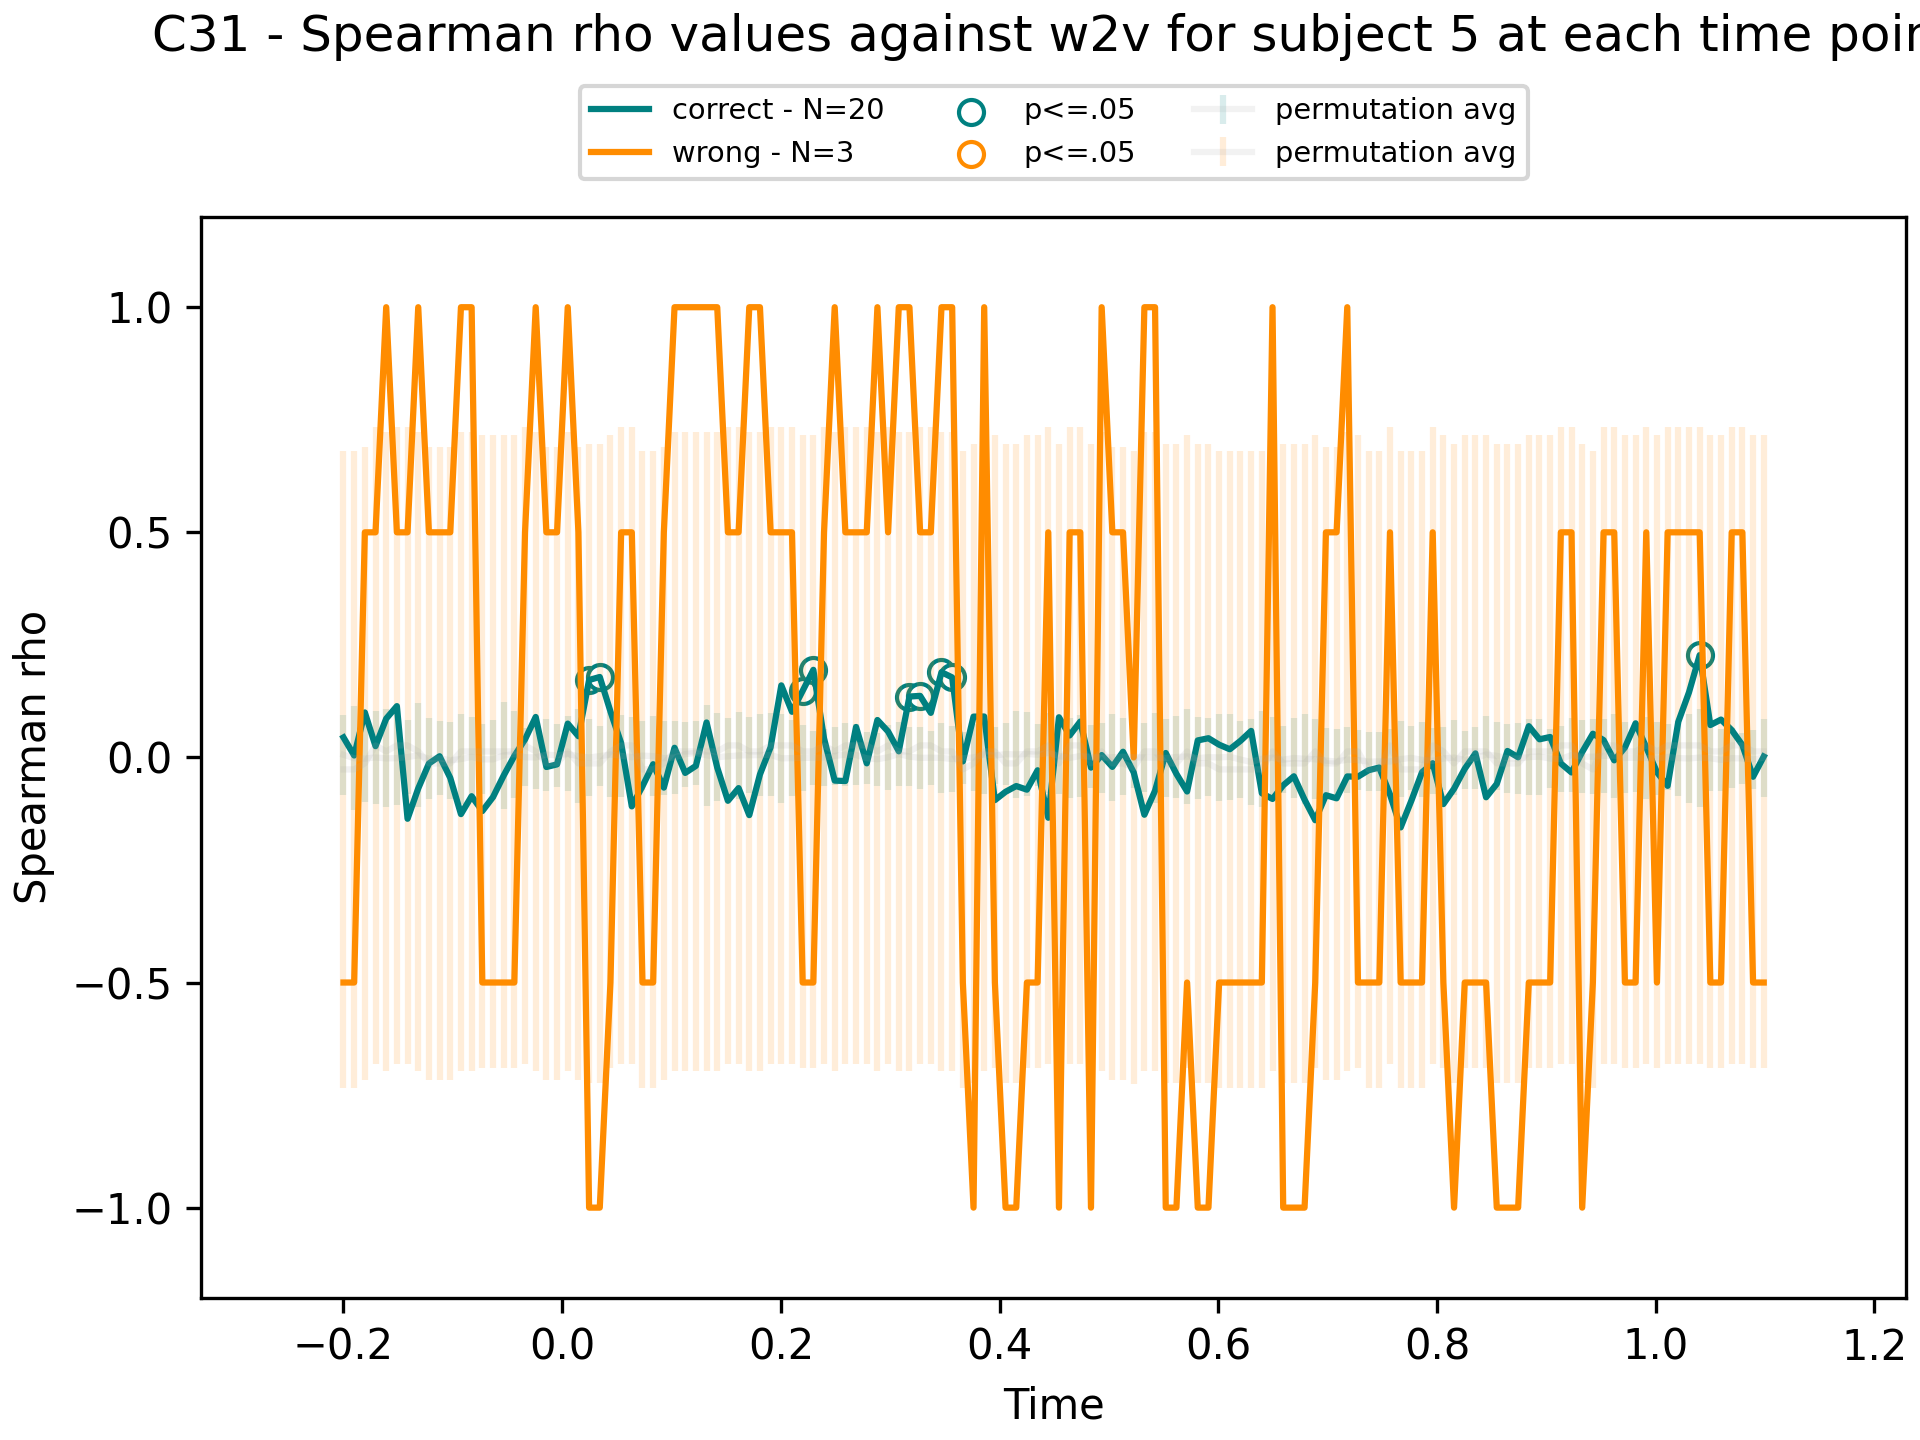 C31 - Spearman rho values against w2v for subject 5 at each time poin
correct - N=20 p<=.05 permutation avg
wrong - N=3 p<=.05 permutation avg
1.0
0.5
0.0
−0.5
−1.0
Spearman rho
−0.2 0.0 0.2 0.4 0.6 0.8 1.0 1.2
Time